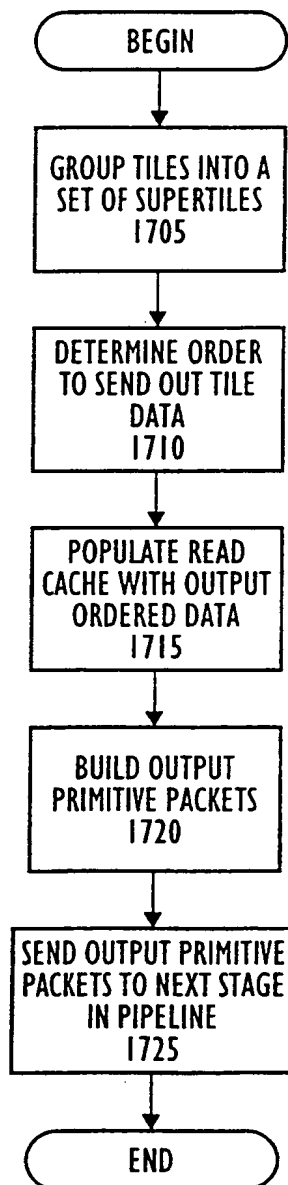 BEGIN
GROUP TILES INTO A
SET OF SUPERTILES
1705
DETERMINE ORDER
TO SEND OUT TILE
DATA
1710
POPULATE READ
CACHE WITH OUTPUT
ORDERED DATA
1715
BUILD OUTPUT
PRIMITIVE PACKETS
1720
SEND OUTPUT PRIMITIVE
PACKETS TO NEXT STAGE
IN PIPELINE
1725
END